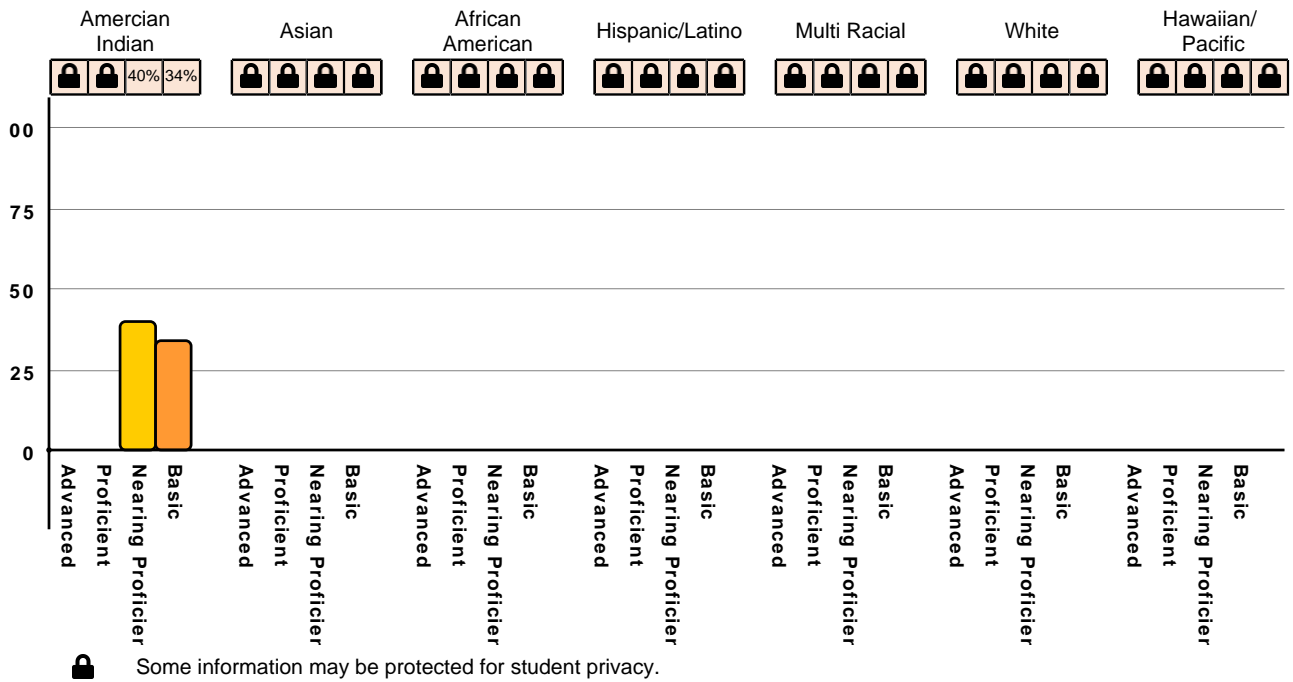 Amercian
Indian
Asian
African
American
Hispanic/Latino
Multi Racial
White
Hawaiian/
Pacific
40% 34%
00
75
50
25
0
Advanced
Proficient
Nearing Proficier
Basic
Advanced
Proficient
Nearing Proficier
Basic
Advanced
Proficient
Nearing Proficier
Basic
Advanced
Proficient
Nearing Proficier
Basic
Advanced
Proficient
Nearing Proficier
Basic
Advanced
Proficient
Nearing Proficier
Basic
Advanced
Proficient
Nearing Proficier
Basic
Some information may be protected for student privacy.